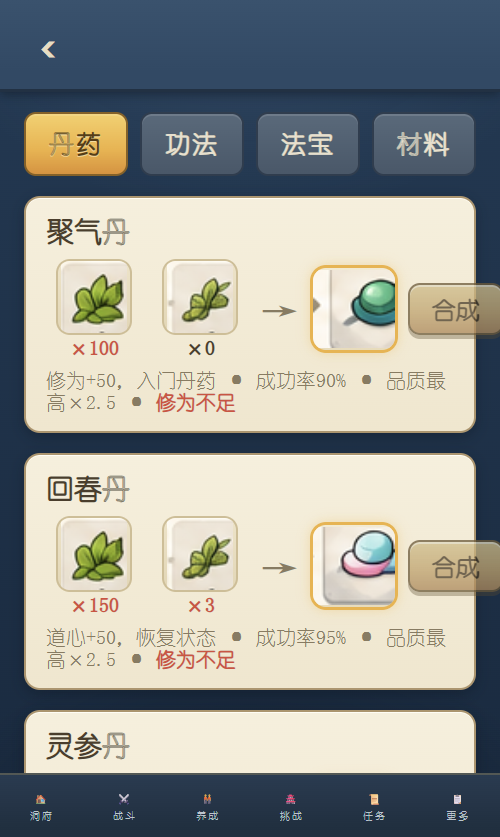 丹药 功法 法宝 材料
聚气丹
×100 ×0 合成
修为+50，入门丹药 ● 成功率90% ● 品质最
高×2.5 ● 修为不足
回春丹
×150 ×3 合成
道心+50，恢复状态 ● 成功率95% ● 品质最
高×2.5 ● 修为不足
灵参丹
洞府 战斗 养成 挑战 任务 更多